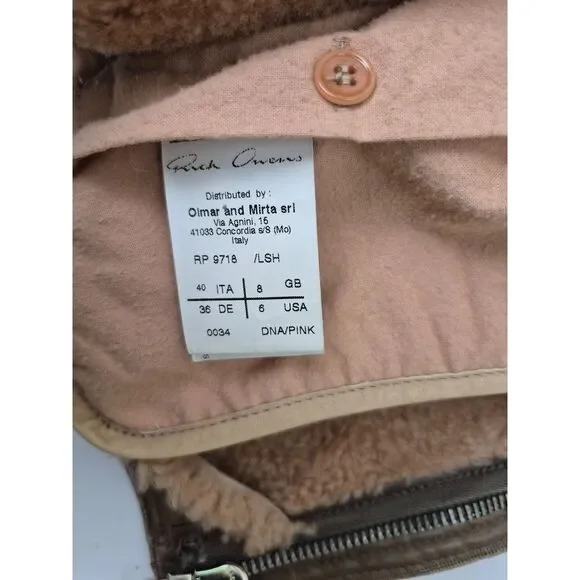 Rick Owens
Distributed by :
Olmar and Mirta srl
Via Agnini, 16
41033 Concordia s/S (Mo)
Italy
RP 9718 /LSH
40 ITA 8 GB
36 DE 6 USA
0034 DNA/PINK